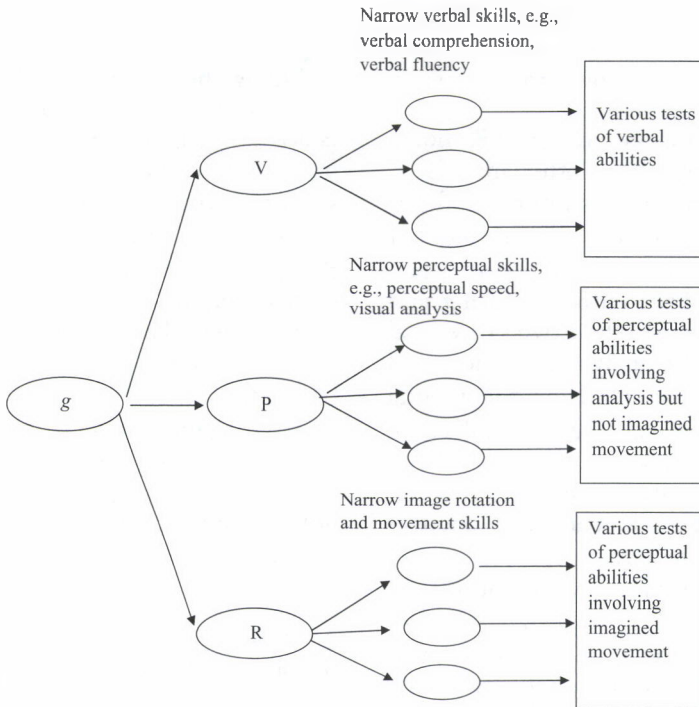 Narrow verbal skills, e.g.,
verbal comprehension,
verbal fluency
Various tests
of verbal
abilities
V
Narrow perceptual skills,
e.g., perceptual speed,
visual analysis
Various tests
of perceptual
abilities
involving
analysis but
not imagined
movement
g
P
Narrow image rotation
and movement skills
Various tests
of perceptual
abilities
involving
imagined
movement
R